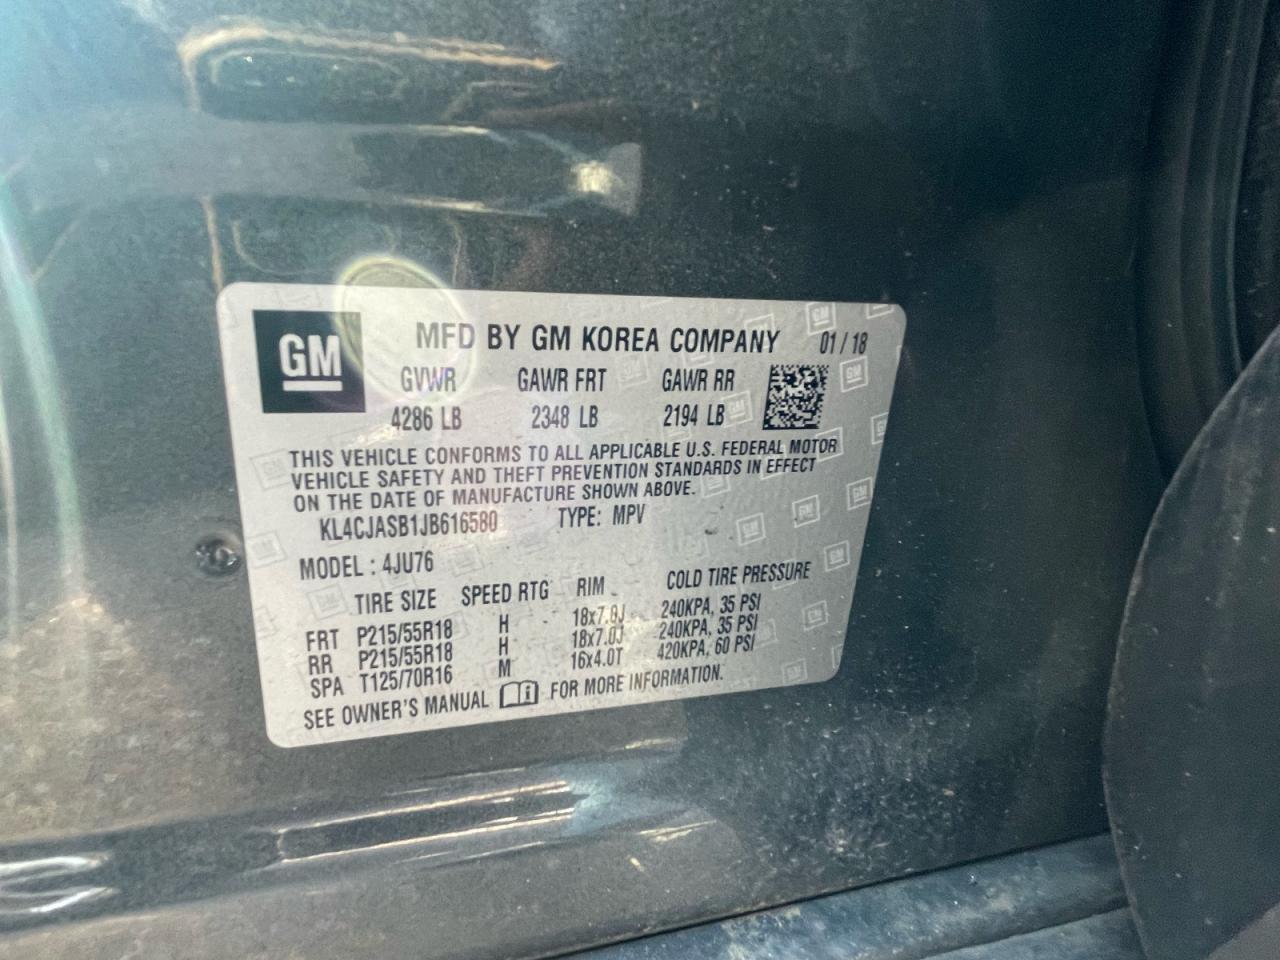 GM
MFD BY GM KOREA COMPANY 01/18
GVWR GAWR FRT GAWR RR
4286 LB 2348 LB 2194 LB
THIS VEHICLE CONFORMS TO ALL APPLICABLE U.S. FEDERAL MOTOR
VEHICLE SAFETY AND THEFT PREVENTION STANDARDS IN EFFECT
ON THE DATE OF MANUFACTURE SHOWN ABOVE.
KL4CJASB1JB616580 TYPE: MPV
MODEL: 4JU76
TIRE SIZE SPEED RTG RIM COLD TIRE PRESSURE
FRT P215/55R18 H 18x7.0J 240KPA, 35 PSI
RR P215/55R18 H 18x7.0J 240KPA, 35 PSI
SPA T125/70R16 M 16x4.0T 420KPA, 60 PSI
SEE OWNER'S MANUAL FOR MORE INFORMATION.